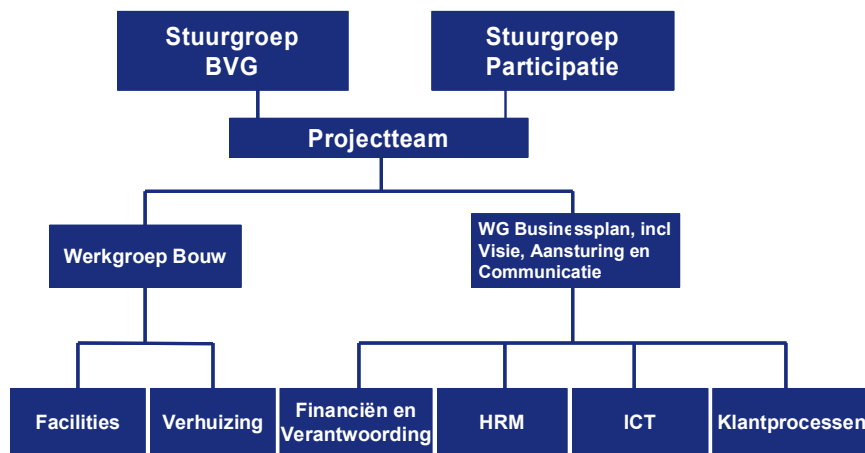 Stuurgroep
BVG
Stuurgroep
Participatie
Projectteam
Werkgroep Bouw
WG Businessplan, incl
Visie, Aansturing en
Communicatie
Facilities
Verhuizing
Financiën en
Verantwoording
HRM
ICT
Klantprocessen